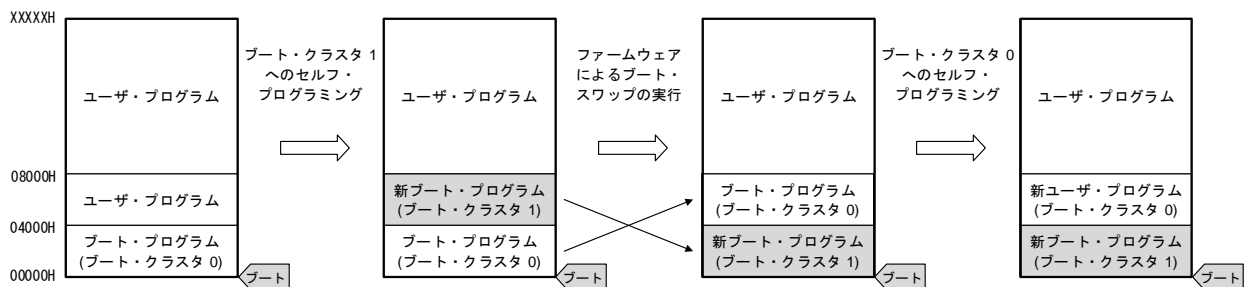 XXXXXH
08000H
04000H
00000H
ユーザ・プログラム
ユーザ・プログラム
ブート・プログラム
(ブート・クラスタ 0)
ブート
ブート・クラスタ 1
へのセルフ・
プログラミング
ユーザ・プログラム
新ブート・プログラム
(ブート・クラスタ 1)
ブート・プログラム
(ブート・クラスタ 0)
ブート
ファームウェア
によるブート・
スワップの実行
ユーザ・プログラム
ブート・プログラム
(ブート・クラスタ 0)
新ブート・プログラム
(ブート・クラスタ 1)
ブート
ブート・クラスタ 0
へのセルフ・
プログラミング
ユーザ・プログラム
新ユーザ・プログラム
(ブート・クラスタ 0)
新ブート・プログラム
(ブート・クラスタ 1)
ブート